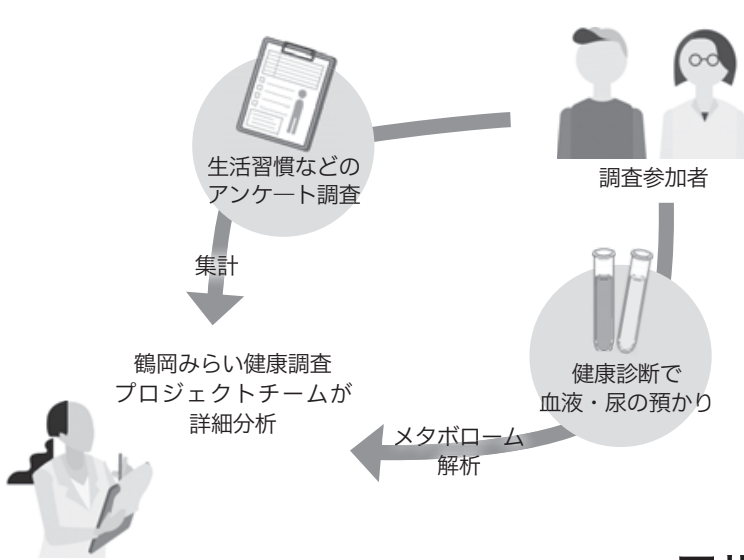 調査参加者
生活習慣などの
アンケート調査
集計
健康診断で
血液・尿の預かり
メタボローム
解析
鶴岡みらい健康調査
プロジェクトチームが
詳細分析